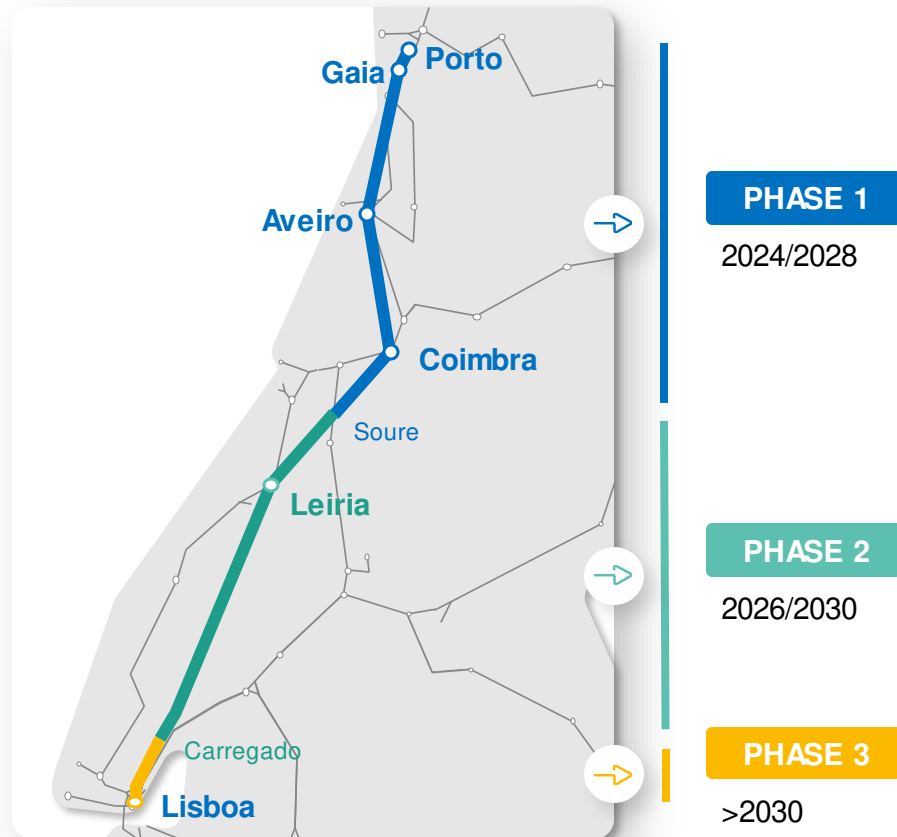 Porto
Gaia
Aveiro
Coimbra
Soure
Leiria
Carregado
Lisboa
PHASE 1
2024/2028
PHASE 2
2026/2030
PHASE 3
>2030